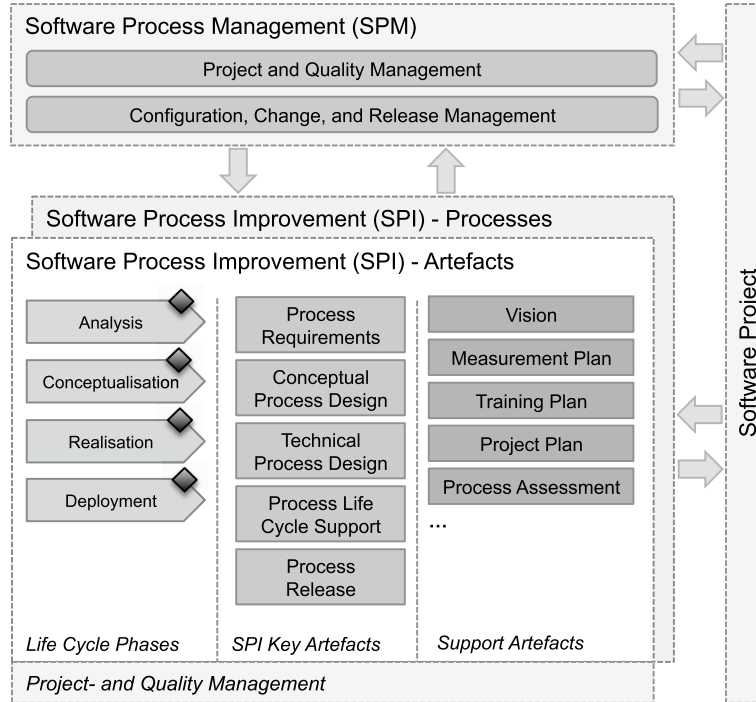 Software Process Management (SPM)
Project and Quality Management
Configuration, Change, and Release Management
Software Process Improvement (SPI) - Processes
Software Process Improvement (SPI) - Artefacts
Analysis
Conceptualisation
Realisation
Deployment
Life Cycle Phases
Process
Requirements
Conceptual
Process Design
Technical
Process Design
Process Life
Cycle Support
Process
Release
SPI Key Artefacts
Vision
Measurement Plan
Training Plan
Project Plan
Process Assessment
...
Support Artefacts
Project- and Quality Management
Software Project